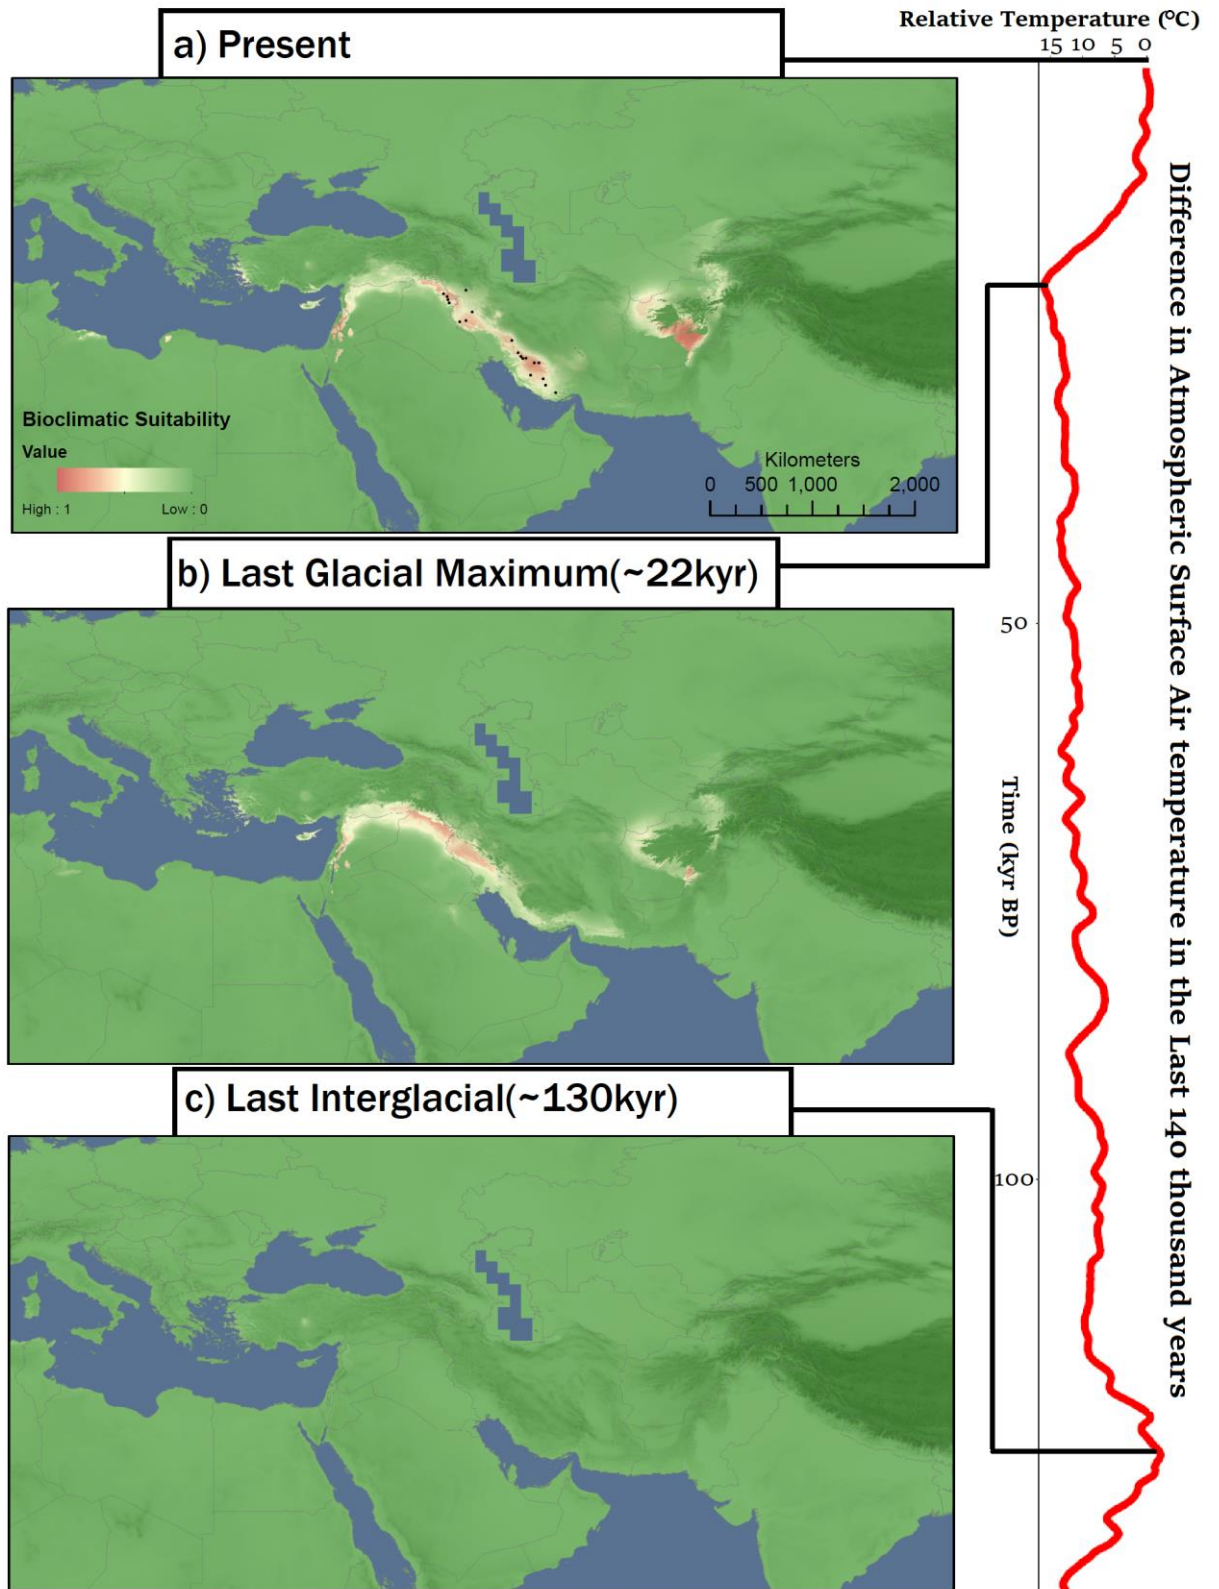 a) Present
Relative Temperature (°C)
15 10 5 0
Bioclimatic Suitability
Value
High : 1 Low : 0
Kilometers
0 500 1,000 2,000
b) Last Glacial Maximum(~22kyr)
50
Time (kyr BP)
c) Last Interglacial(~130kyr)
100
Difference in Atmospheric Surface Air temperature in the Last 140 thousand years